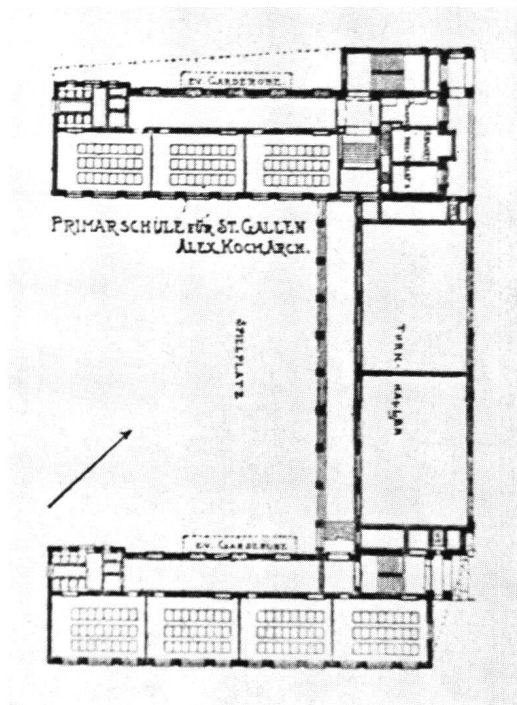 EV. GARDEROBE
PRIMARSCHULE FÜR ST. GALLEN
ALEX. KOCH ARCH.
SPIELPLATZ
TURN-HALLEN
EV. GARDEROBE